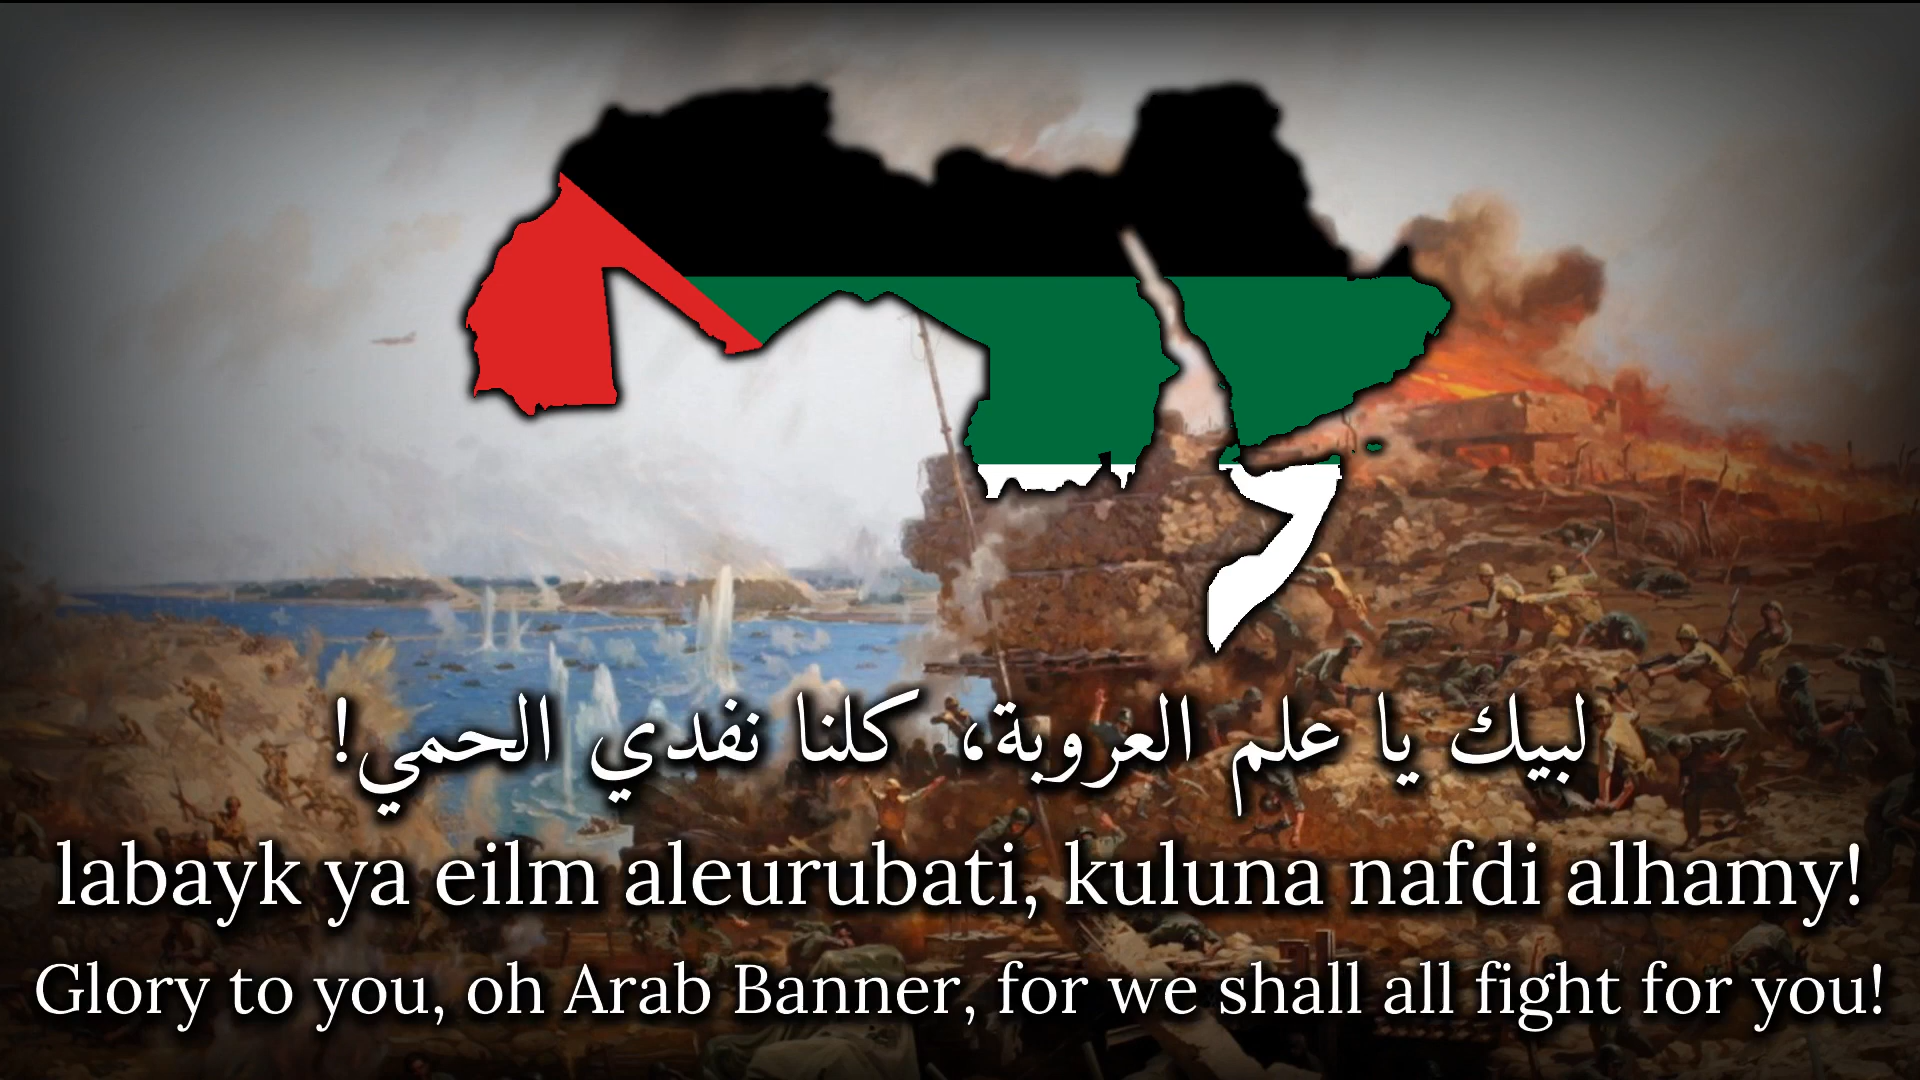 لبيك يا علم العروبة، كلنا نفدي الحمي!
labayk ya eilm aleurubati, kuluna nafdi alhamy!
Glory to you, oh Arab Banner, for we shall all fight for you!